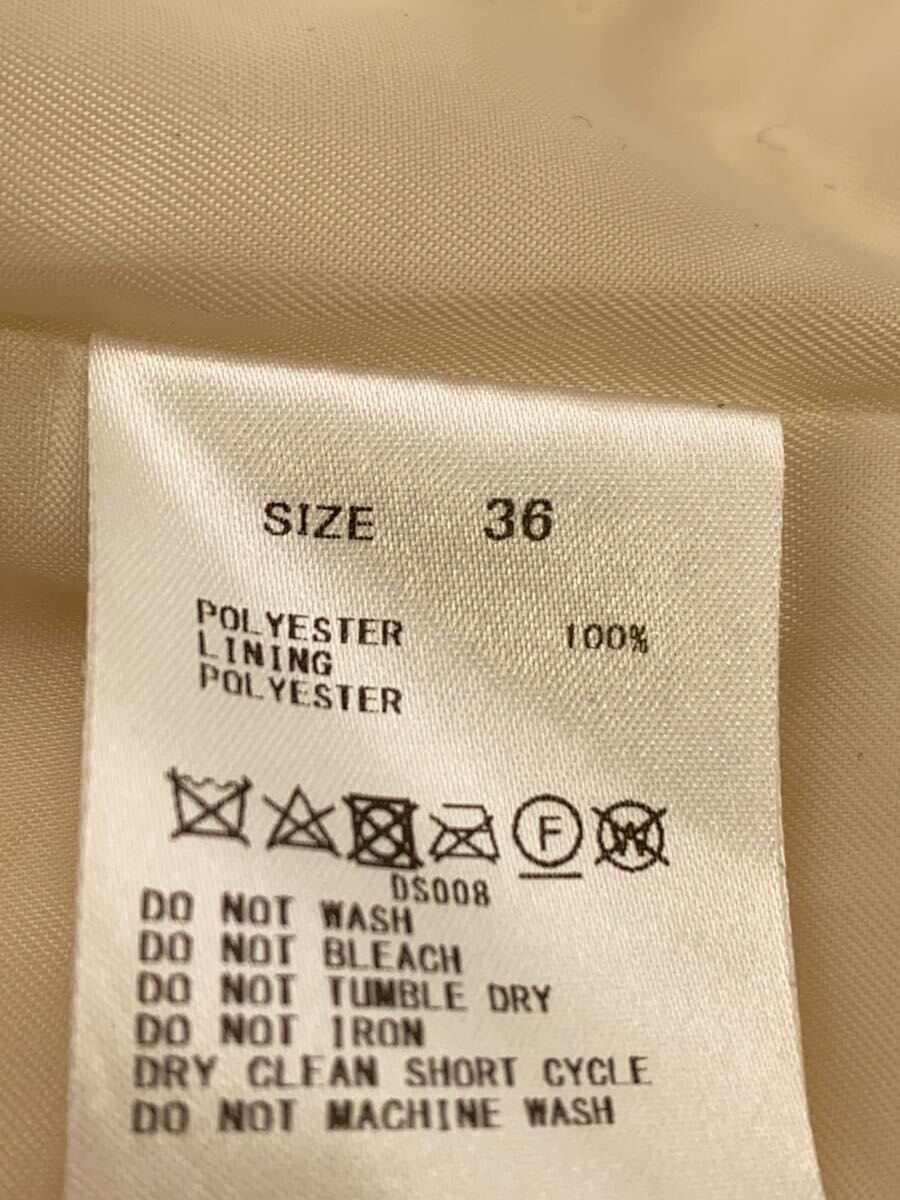 SIZE 36
POLYESTER 100%
LINING
POLYESTER
F W
DS008
DO NOT WASH
DO NOT BLEACH
DO NOT TUMBLE DRY
DO NOT IRON
DRY CLEAN SHORT CYCLE
DO NOT MACHINE WASH